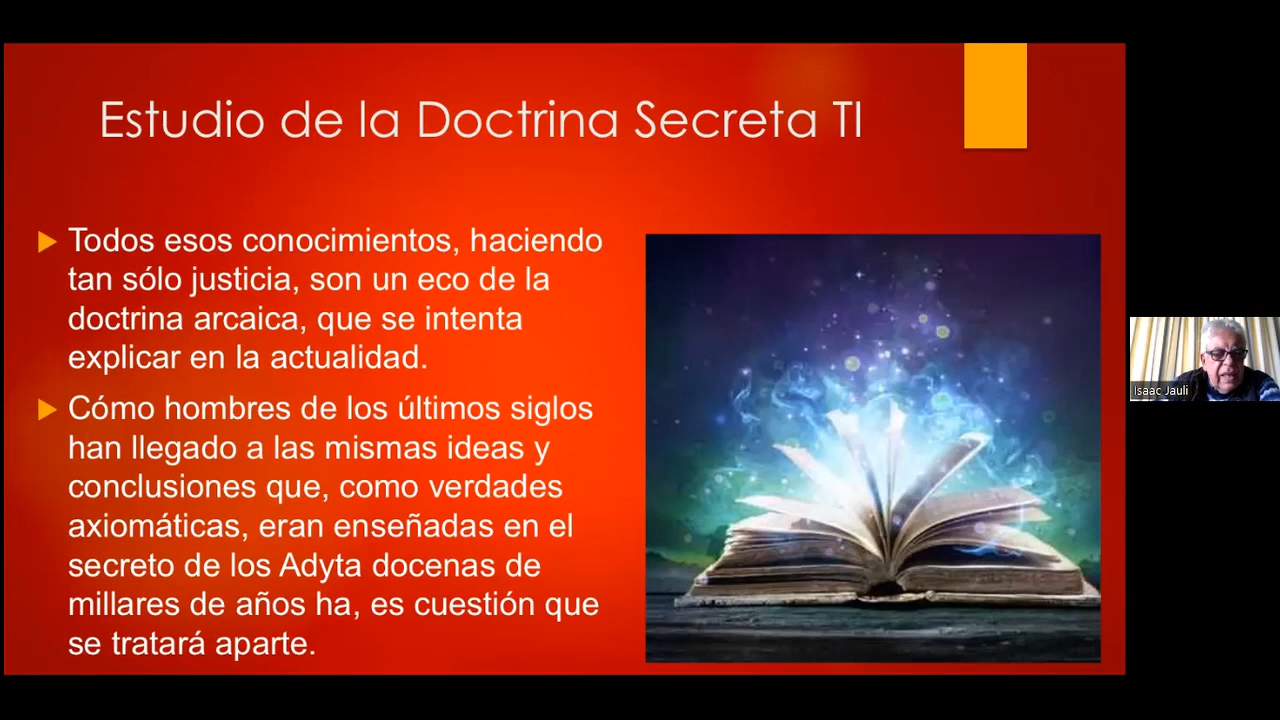 Estudio de la Doctrina Secreta TI
Todos esos conocimientos, haciendo
tan sólo justicia, son un eco de la
doctrina arcaica, que se intenta
explicar en la actualidad.
Cómo hombres de los últimos siglos
han llegado a las mismas ideas y
conclusiones que, como verdades
axiomáticas, eran enseñadas en el
secreto de los Adyta docenas de
millares de años ha, es cuestión que
se tratará aparte.
Isaac Jauli